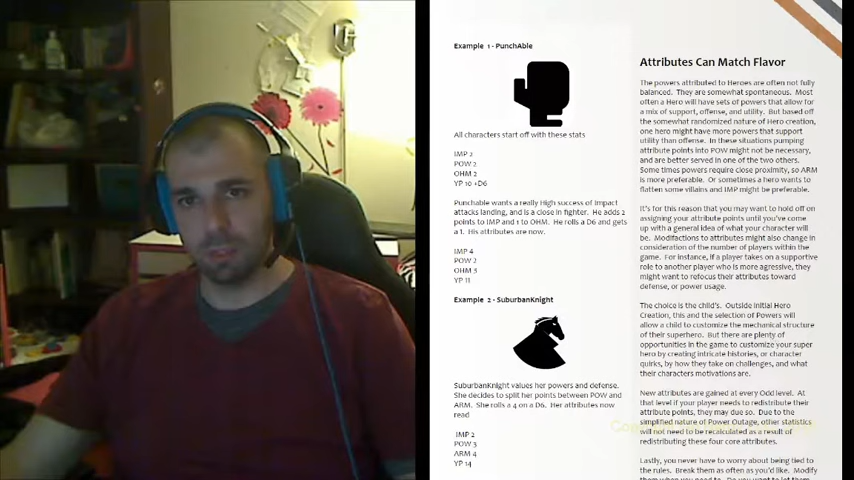 Example 1 - PunchAble
All characters start off with these stats
IMP 2
POW 2
OHM 2
YP 10 +D6
Punchable wants a really High success of Impact
attacks landing, and is a close in fighter. He adds 2
points to IMP and 1 to OHM. He rolls a D6 and gets
a 1. His attributes are now.
IMP 4
POW 2
OHM 3
YP 11
Example 2 - SuburbanKnight
SuburbanKnight values her powers and defense.
She decides to split her points between POW and
ARM. She rolls a 4 on a D6. Her attributes now
read
IMP 2
POW 3
ARM 4
YP 14
Attributes Can Match Flavor
The powers attributed to Heroes are often not fully
balanced. They are somewhat spontaneous. Most
often a Hero will have sets of powers that allow for
a mix of support, offense, and utility. But based off
the somewhat randomized nature of Hero creation,
one hero might have more powers that support
utility than offense. In these situations pumping
attribute points into POW might not be necessary,
and are better served in one of the two others.
Some times powers require close proximity, so ARM
is more preferable. Or sometimes a hero wants to
flatten some villains and IMP might be preferable.
It's for this reason that you may want to hold off on
assigning your attribute points until you've come
up with a general idea of what your character will
be. Modifactions to attributes might also change in
consideration of the number of players within the
game. For instance, if a player takes on a supportive
role to another player who is more aggressive, they
might want to refocus their attributes toward
defense, or power usage.
The choice is the child's. Outside Initial Hero
Creation, this and the selection of Powers will
allow a child to customize the mechanical structure
of their superhero. But there are plenty of
opportunities in the game to customize your super
hero by creating intricate histories, or character
quirks, by how they take on challenges, and what
their characters motivations are.
New attributes are gained at every Odd level. At
that level if your player needs to redistribute their
attribute points, they may due so. Due to the
simplified nature of Power Outage, other statistics
will not need to be recalculated as a result of
redistributing these four core attributes.
Lastly, you never have to worry about being tied to
the rules. Break them as often as you'd like. Modify
them when you need to. Do you want to let them